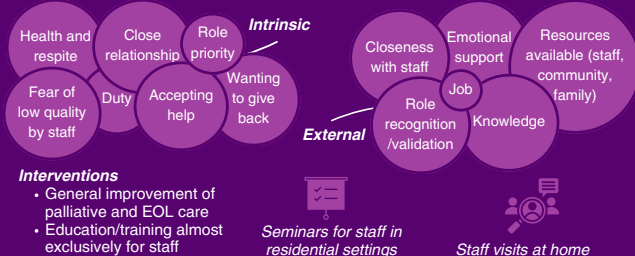 Health and
respite
Close
relationship
Role
priority
Intrinsic
Fear of
low quality
by staff
Duty
Accepting
help
Wanting
to give
back
Closeness
with staff
Emotional
support
Resources
available (staff,
community,
family)
Job
Role
recognition
/validation
Knowledge
External
Interventions
• General improvement of
palliative and EOL care
• Education/training almost
exclusively for staff
Seminars for staff in
residential settings
Staff visits at home